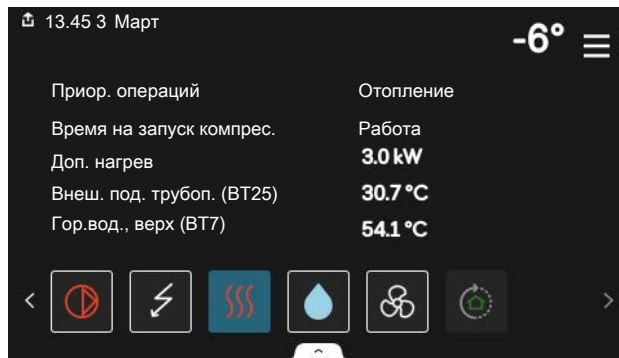 13.45 3 Март
-6°
Приор. операций Отопление
Время на запуск компрес. Работа
Доп. нагрев 3.0 kW
Внеш. под. трубоп. (BT25) 30.7 °C
Гор.вод., верх (BT7) 54.1 °C